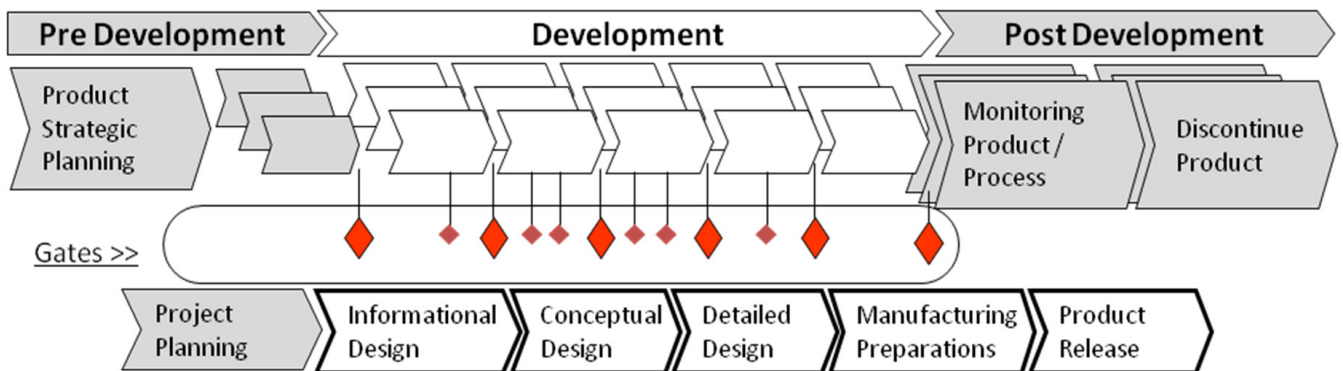 Pre Development
Development
Post Development
Product
Strategic
Planning
Monitoring
Product /
Process
Discontinue
Product
Gates >>
Project
Planning
Informational
Design
Conceptual
Design
Detailed
Design
Manufacturing
Preparations
Product
Release